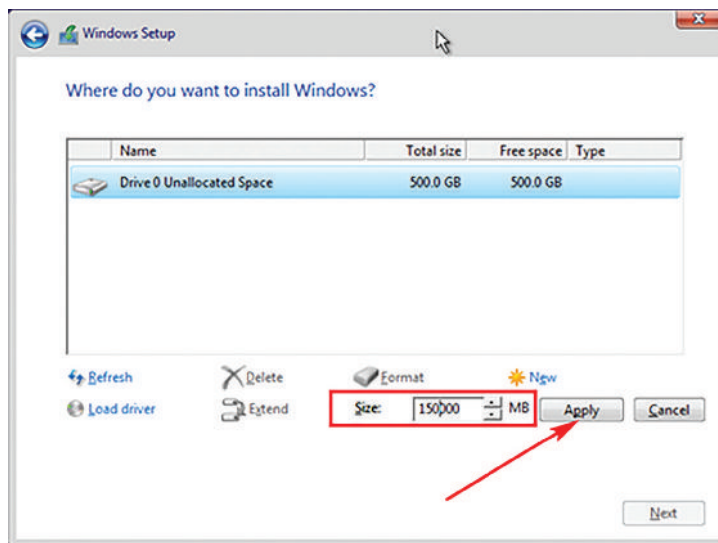 Windows Setup
Where do you want to install Windows?
Name Total size Free space Type
Drive 0 Unallocated Space 500.0 GB 500.0 GB
Refresh Delete Format New
Load driver Extend Size: 150000 MB Apply Cancel
Next